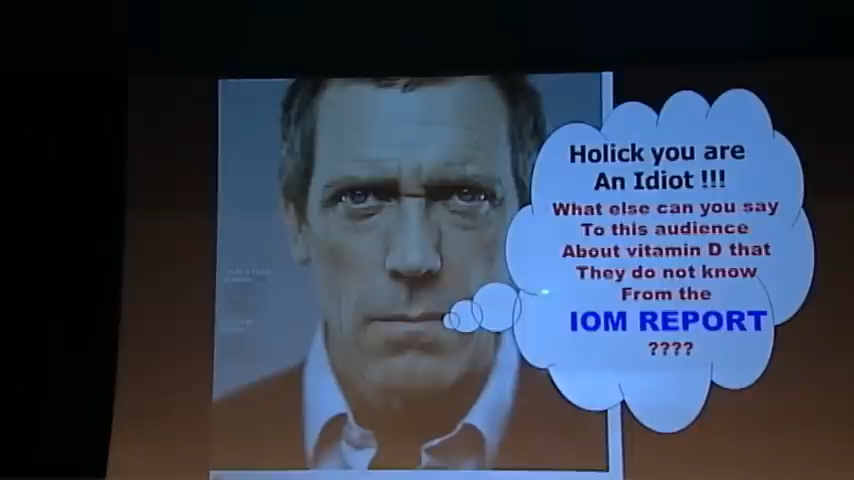 Holick you are
An Idiot !!!
What else can you say
To this audience
About vitamin D that
They do not know
From the
IOM REPORT
????